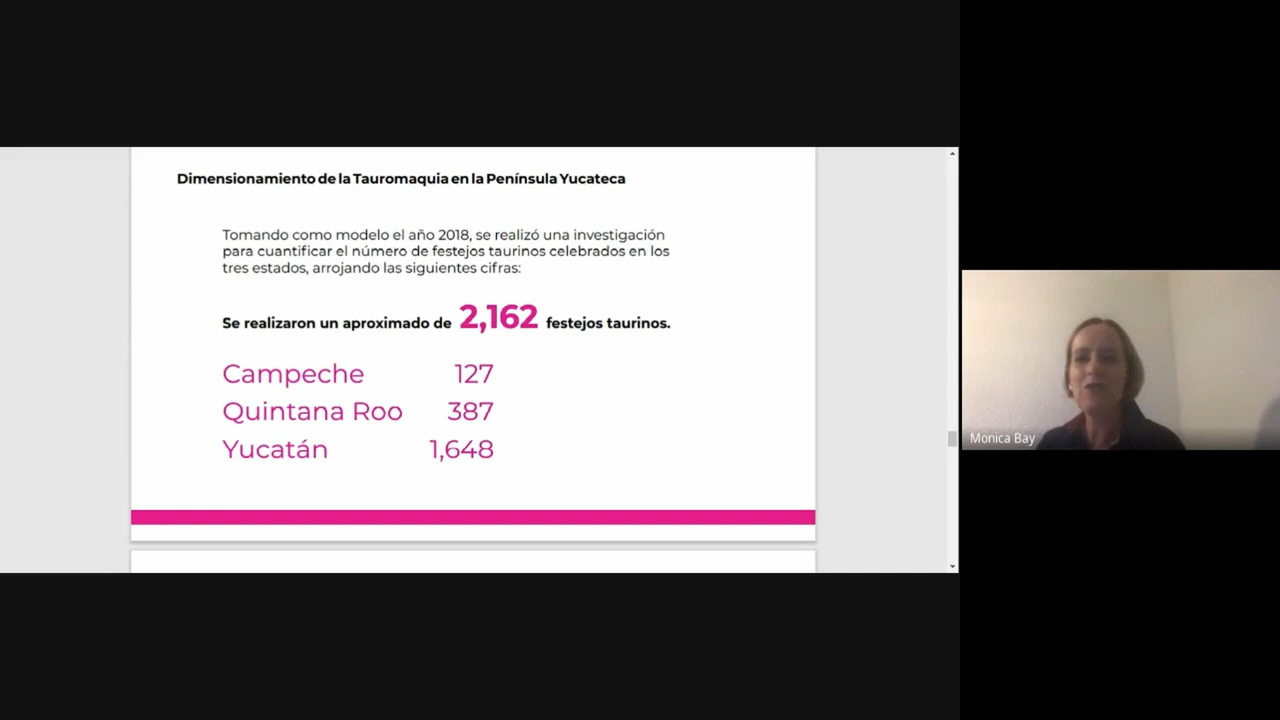 Dimensionamiento de la Tauromaquia en la Península Yucateca
Tomando como modelo el año 2018, se realizó una investigación
para cuantificar el número de festejos taurinos celebrados en los
tres estados, arrojando las siguientes cifras:
Se realizaron un aproximado de 2,162 festejos taurinos.
Campeche 127
Quintana Roo 387
Yucatán 1,648
Monica Bay